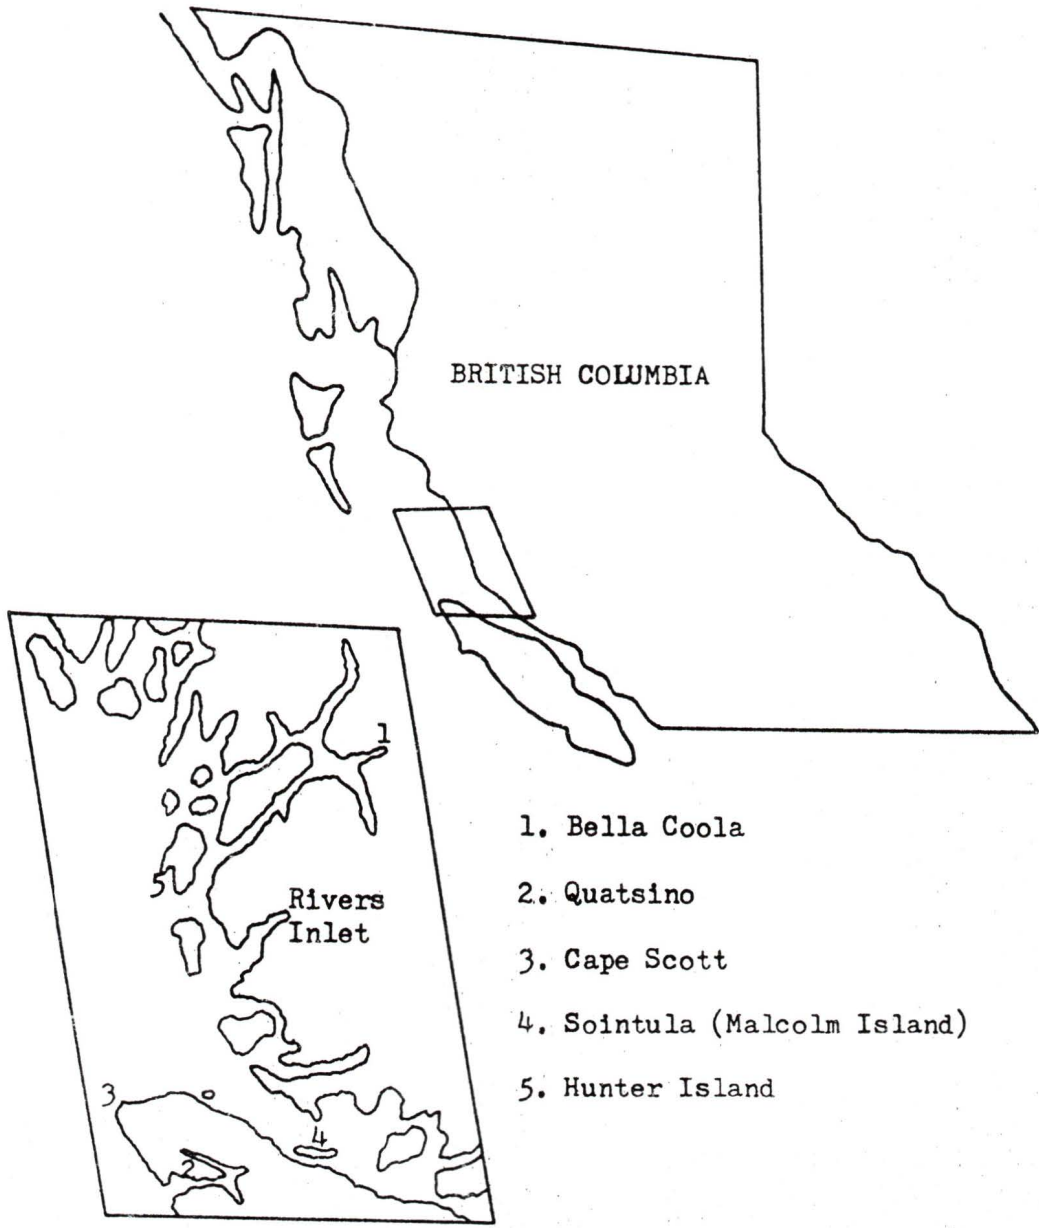 BRITISH COLUMBIA
1
5
Rivers
Inlet
3
4
2
1. Bella Coola
2. Quatsino
3. Cape Scott
4. Sointula (Malcolm Island)
5. Hunter Island